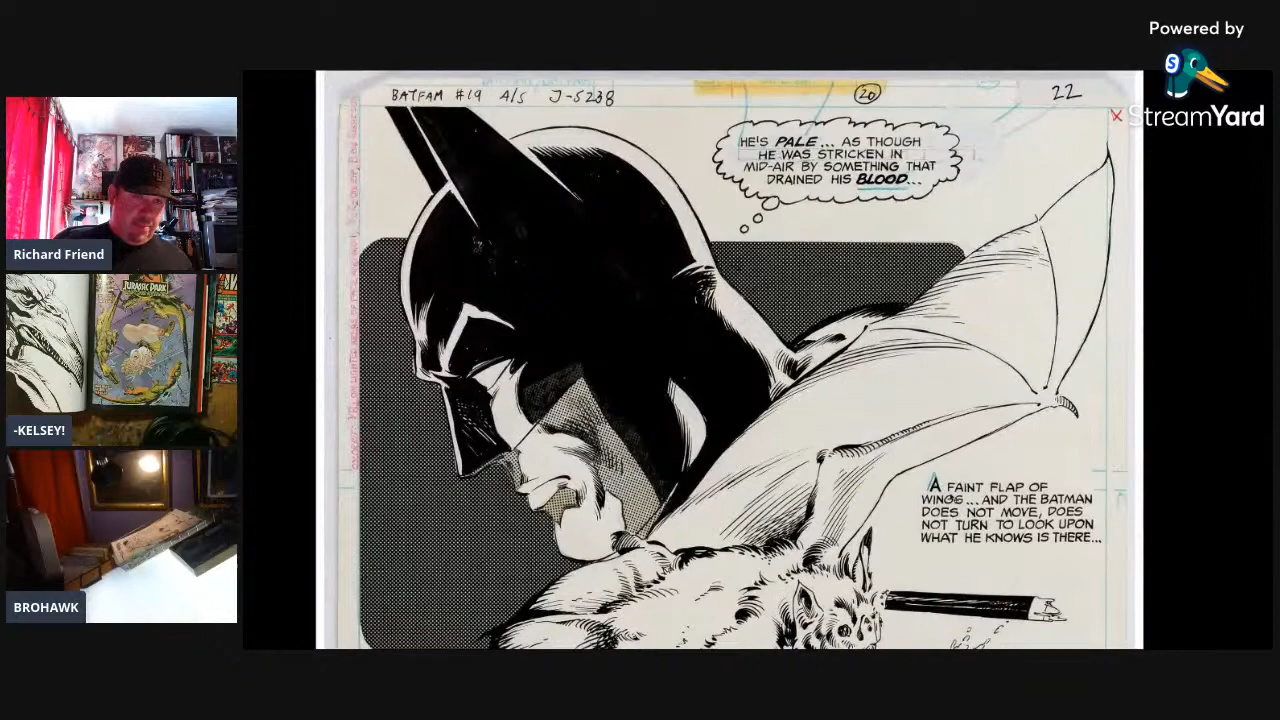 Powered by
StreamYard
BATFAM #19 A/S J-5238
20
22
HE'S PALE... AS THOUGH
HE WAS STRICKEN IN
MID-AIR BY SOMETHING THAT
DRAINED HIS BLOOD...
A FAINT FLAP OF
WINGS... AND THE BATMAN
DOES NOT MOVE, DOES
NOT TURN TO LOOK UPON
WHAT HE KNOWS IS THERE...
Richard Friend
JURASSIC PARK
-KELSEY!
BROHAWK